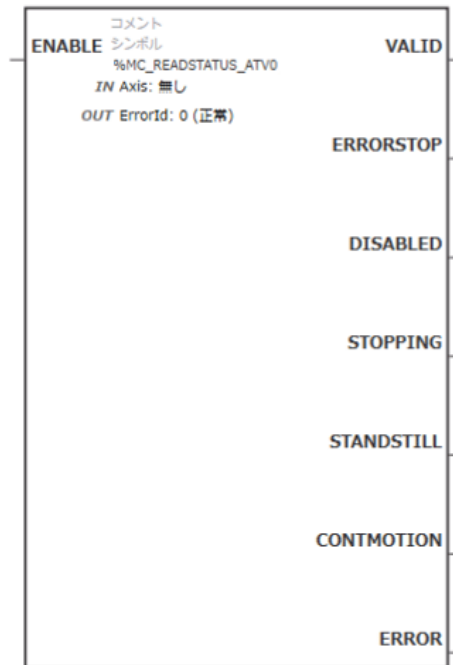 コメント
ENABLE シンボル VALID
%MC_READSTATUS_ATV0
IN Axis: 無し
OUT ErrorId: 0 (正常)
ERRORSTOP
DISABLED
STOPPING
STANDSTILL
CONTMOTION
ERROR